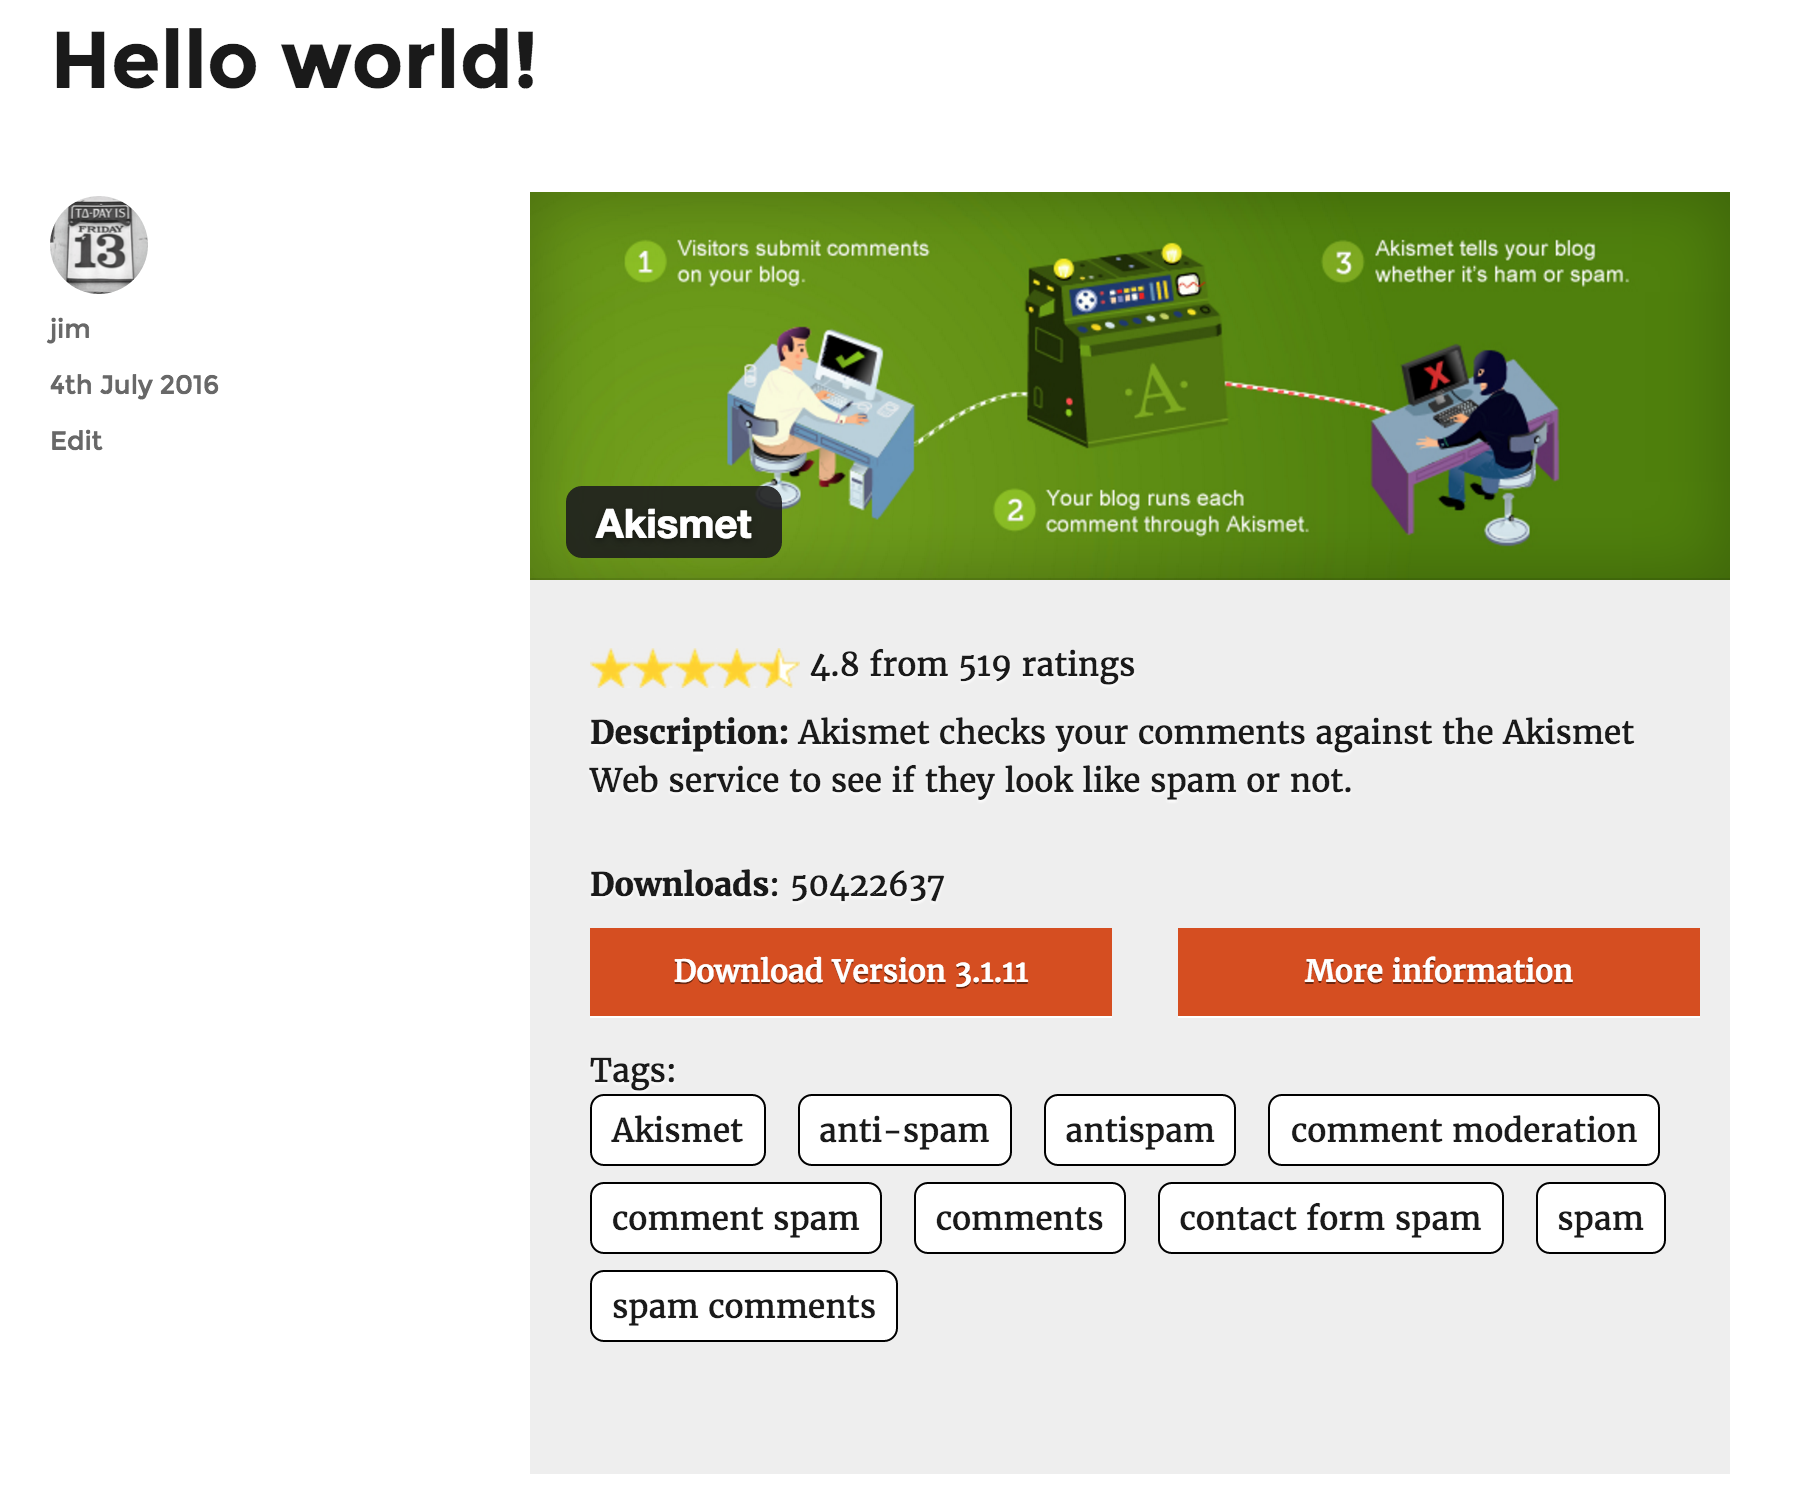 Hello world!
TO-DAY IS
FRIDAY
13
jim
4th July 2016
Edit
1 Visitors submit comments
on your blog.
3 Akismet tells your blog
whether it's ham or spam.
·A·
2 Your blog runs each
comment through Akismet.
Akismet
4.8 from 519 ratings
Description: Akismet checks your comments against the Akismet
Web service to see if they look like spam or not.
Downloads: 50422637
Download Version 3.1.11 More information
Tags:
Akismet anti-spam antispam comment moderation
comment spam comments contact form spam spam
spam comments